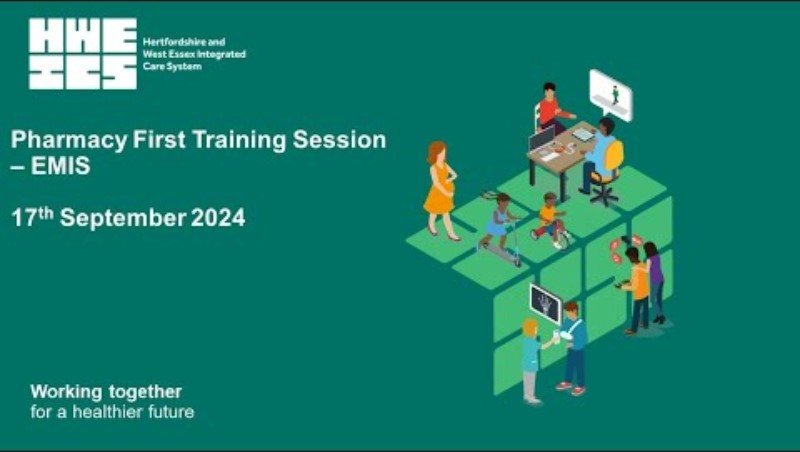 HWE
ICS
Hertfordshire and
West Essex Integrated
Care System
Pharmacy First Training Session
– EMIS
17th September 2024
Working together
for a healthier future